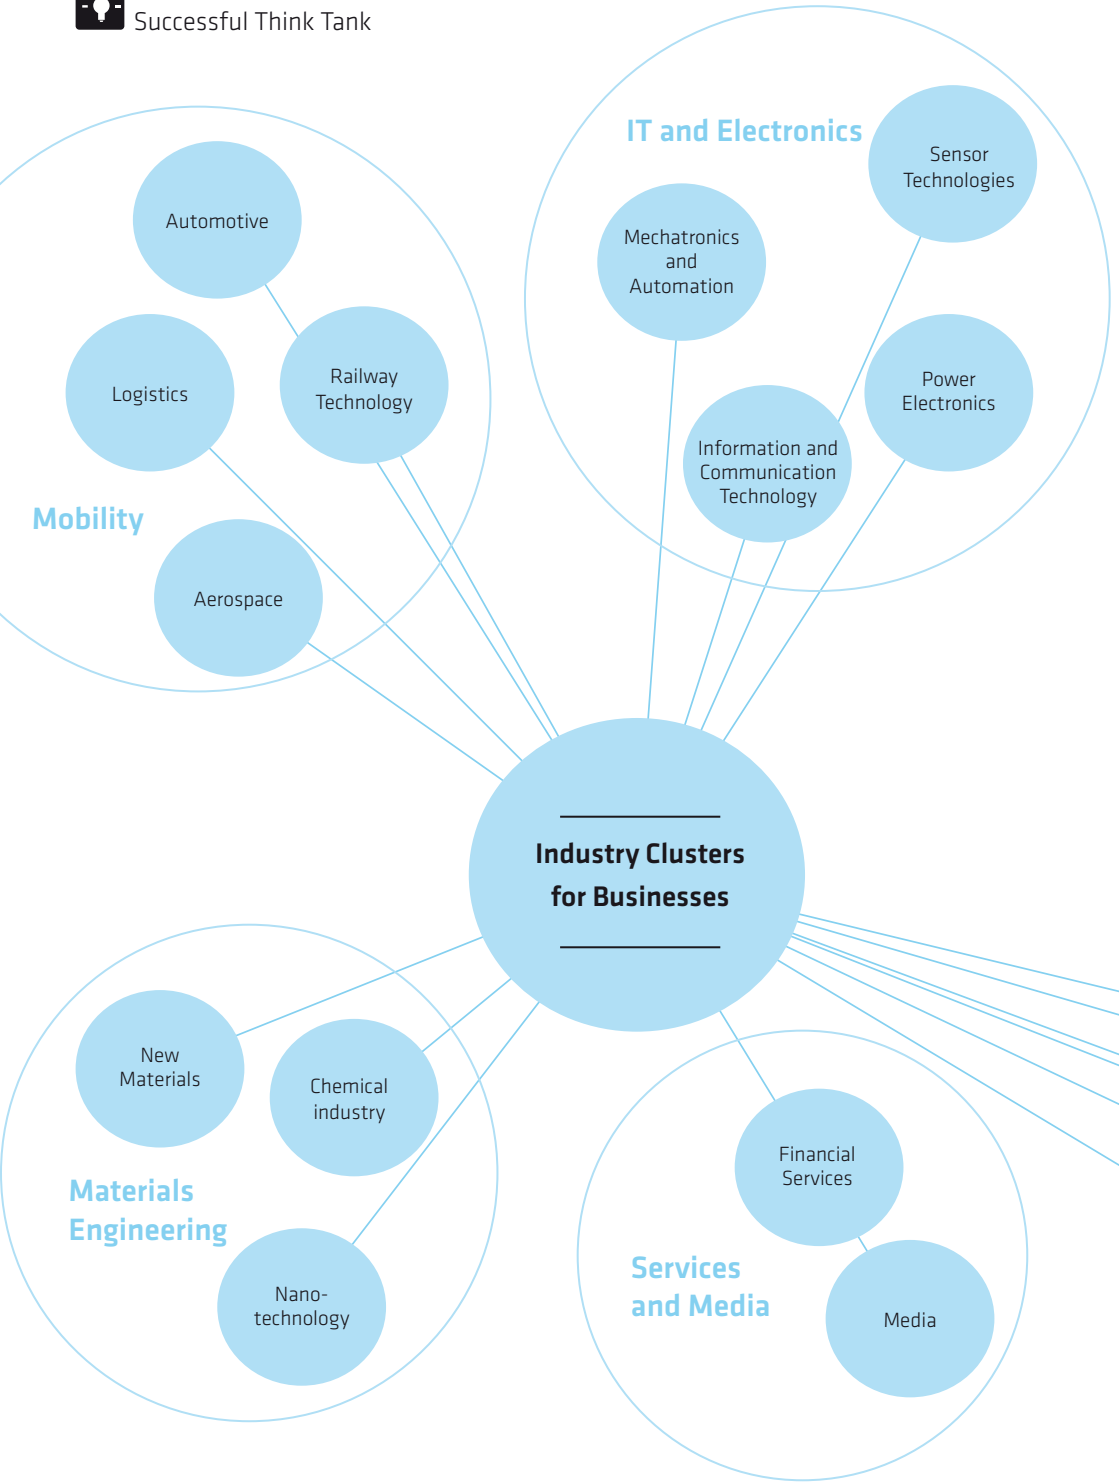 Successful Think Tank
IT and Electronics
Sensor
Technologies
Mechatronics
and
Automation
Power
Electronics
Information and
Communication
Technology
Automotive
Logistics
Railway
Technology
Mobility
Aerospace
Industry Clusters
for Businesses
New
Materials
Chemical
industry
Materials
Engineering
Nano-
technology
Financial
Services
Services
and Media
Media